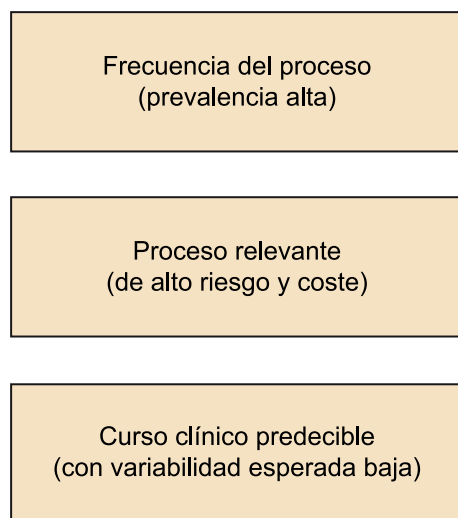 Frecuencia del proceso
(prevalencia alta)
Proceso relevante
(de alto riesgo y coste)
Curso clínico predecible
(con variabilidad esperada baja)